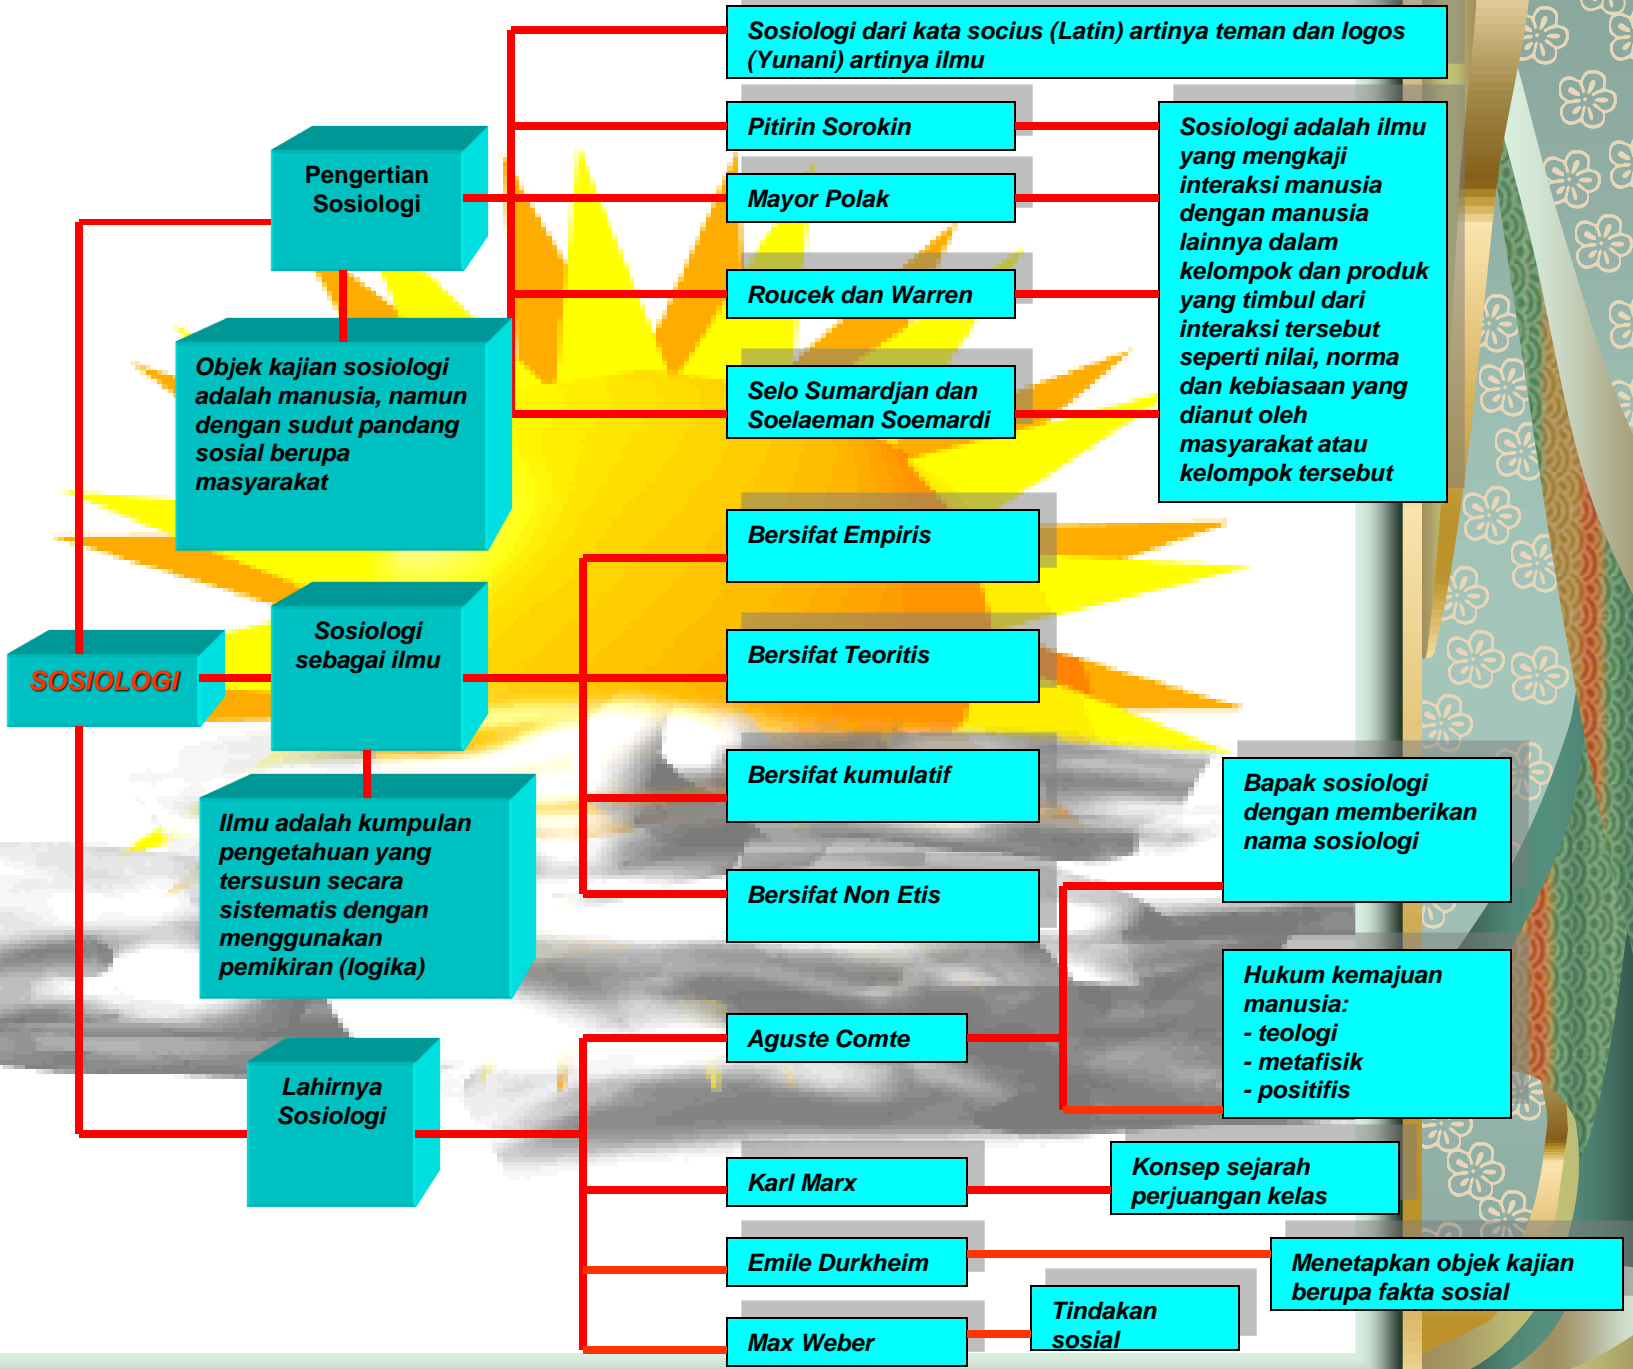 Sosiologi dari kata socius (Latin) artinya teman dan logos
(Yunani) artinya ilmu
Pengertian
Sosiologi
Pitirin Sorokin
Mayor Polak
Roucek dan Warren
Selo Sumardjan dan
Soelaeman Soemardi
Sosiologi adalah ilmu
yang mengkaji
interaksi manusia
dengan manusia
lainnya dalam
kelompok dan produk
yang timbul dari
interaksi tersebut
seperti nilai, norma
dan kebiasaan yang
dianut oleh
masyarakat atau
kelompok tersebut
Objek kajian sosiologi
adalah manusia, namun
dengan sudut pandang
sosial berupa
masyarakat
SOSIOLOGI
Sosiologi
sebagai ilmu
Bersifat Empiris
Bersifat Teoritis
Bersifat kumulatif
Bersifat Non Etis
Ilmu adalah kumpulan
pengetahuan yang
tersusun secara
sistematis dengan
menggunakan
pemikiran (logika)
Lahirnya
Sosiologi
Aguste Comte
Bapak sosiologi
dengan memberikan
nama sosiologi
Hukum kemajuan
manusia:
- teologi
- metafisik
- positifis
Karl Marx
Konsep sejarah
perjuangan kelas
Emile Durkheim
Menetapkan objek kajian
berupa fakta sosial
Max Weber
Tindakan
sosial